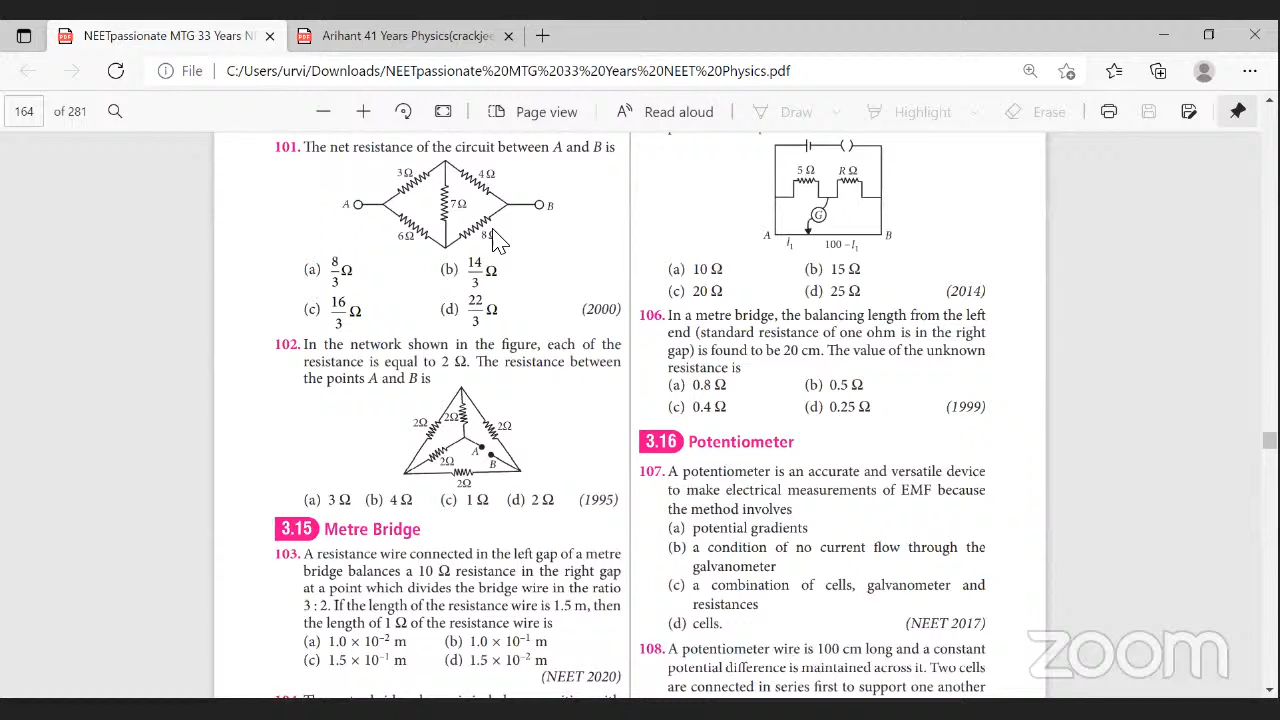 NEETpassionate MTG 33 Years NE
Arihant 41 Years Physics(crackjee
File
C:/Users/urvi/Downloads/NEETpassionate%20MTG%2033%20Years%20NEET%20Physics.pdf
164 of 281
Page view
Read aloud
Draw
Highlight
Erase
101. The net resistance of the circuit between A and B is
3Ω
4Ω
A
7Ω
B
6Ω
(a) 8/3 Ω (b) 14/3 Ω
(c) 16/3 Ω (d) 22/3 Ω (2000)
102. In the network shown in the figure, each of the
resistance is equal to 2 Ω. The resistance between
the points A and B is
2Ω
2Ω
2Ω
A
2Ω
B
2Ω
(a) 3 Ω (b) 4 Ω (c) 1 Ω (d) 2 Ω (1995)
3.15 Metre Bridge
103. A resistance wire connected in the left gap of a metre
bridge balances a 10 Ω resistance in the right gap
at a point which divides the bridge wire in the ratio
3 : 2. If the length of the resistance wire is 1.5 m, then
the length of 1 Ω of the resistance wire is
(a) 1.0 × 10⁻² m (b) 1.0 × 10⁻¹ m
(c) 1.5 × 10⁻¹ m (d) 1.5 × 10⁻² m
(NEET 2020)
5 Ω
R Ω
G
A
B
l₁
100 – l₁
(a) 10 Ω (b) 15 Ω
(c) 20 Ω (d) 25 Ω (2014)
106. In a metre bridge, the balancing length from the left
end (standard resistance of one ohm is in the right
gap) is found to be 20 cm. The value of the unknown
resistance is
(a) 0.8 Ω (b) 0.5 Ω
(c) 0.4 Ω (d) 0.25 Ω (1999)
3.16 Potentiometer
107. A potentiometer is an accurate and versatile device
to make electrical measurements of EMF because
the method involves
(a) potential gradients
(b) a condition of no current flow through the
galvanometer
(c) a combination of cells, galvanometer and
resistances
(d) cells. (NEET 2017)
108. A potentiometer wire is 100 cm long and a constant
potential difference is maintained across it. Two cells
are connected in series first to support one another
zoom